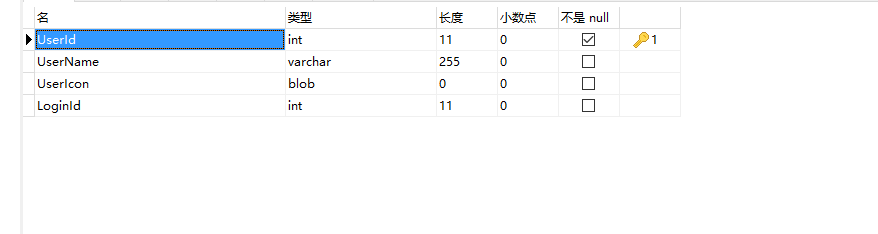 名 类型 长度 小数点 不是 null
UserId int 11 0 1
UserName varchar 255 0
UserIcon blob 0 0
LoginId int 11 0